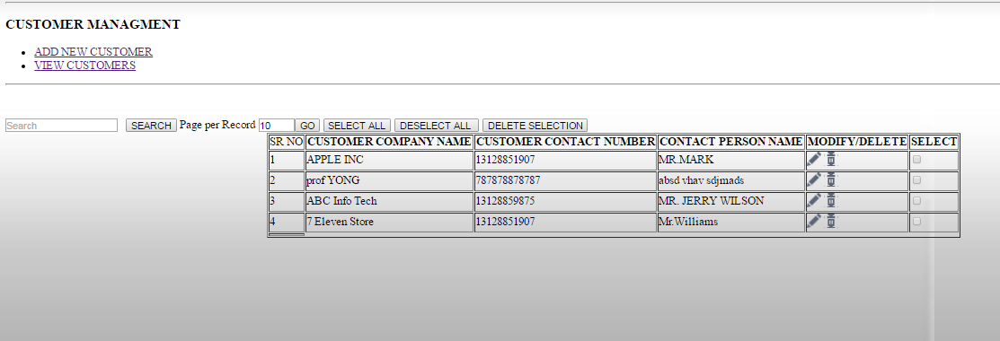 CUSTOMER MANAGMENT
ADD NEW CUSTOMER
VIEW CUSTOMERS
Search SEARCH Page per Record 10 GO SELECT ALL DESELECT ALL DELETE SELECTION
SR NO CUSTOMER COMPANY NAME CUSTOMER CONTACT NUMBER CONTACT PERSON NAME MODIFY/DELETE SELECT
1 APPLE INC 13128851907 MR.MARK
2 prof YONG 787878878787 absd vhav sdjmads
3 ABC Info Tech 13128859875 MR. JERRY WILSON
4 7 Eleven Store 13128851907 Mr.Williams